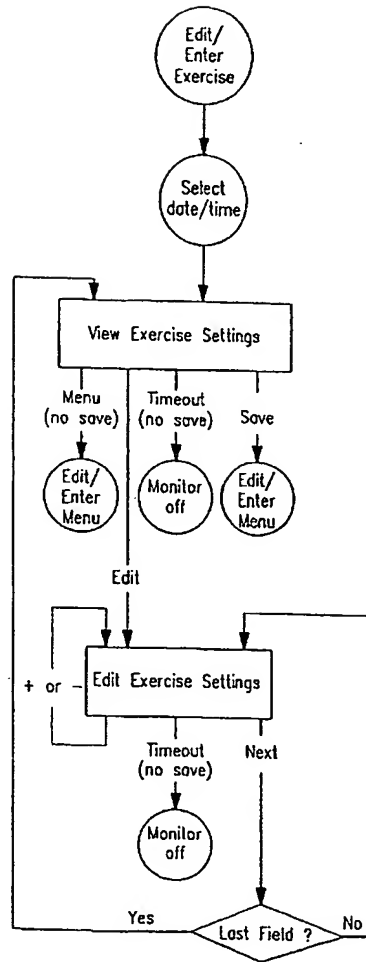 Edit/
Enter
Exercise
Select
date/time
View Exercise Settings
Menu
(no save)
Timeout
(no save)
Save
Edit/
Enter
Menu
Monitor
off
Edit/
Enter
Menu
Edit
+ or -
Edit Exercise Settings
Timeout
(no save)
Next
Monitor
off
Yes
Last Field ?
No